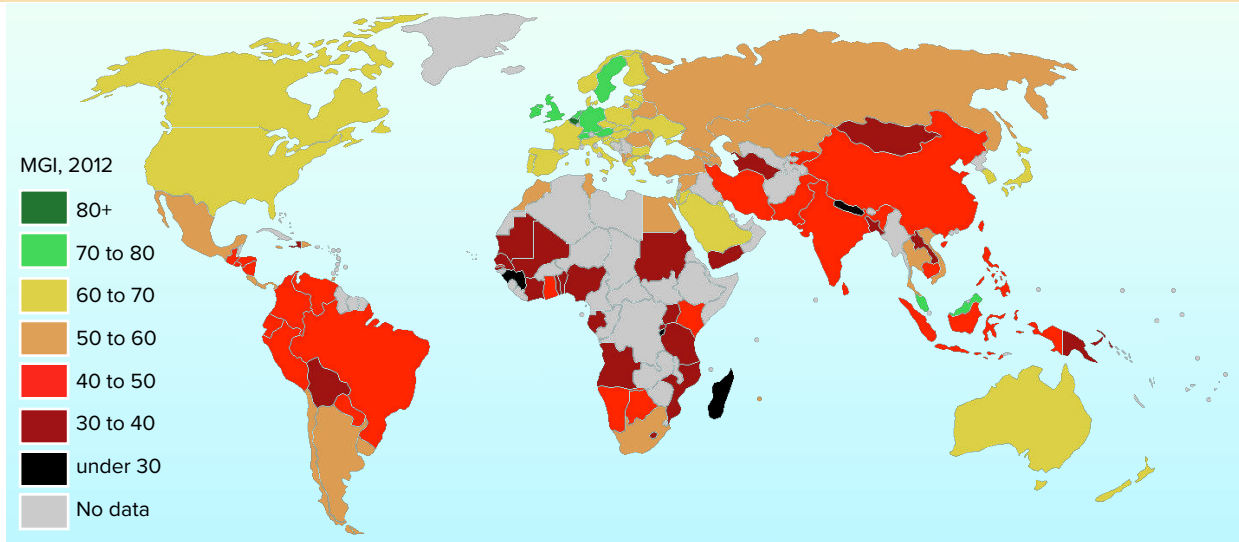 MGI, 2012
80+
70 to 80
60 to 70
50 to 60
40 to 50
30 to 40
under 30
No data